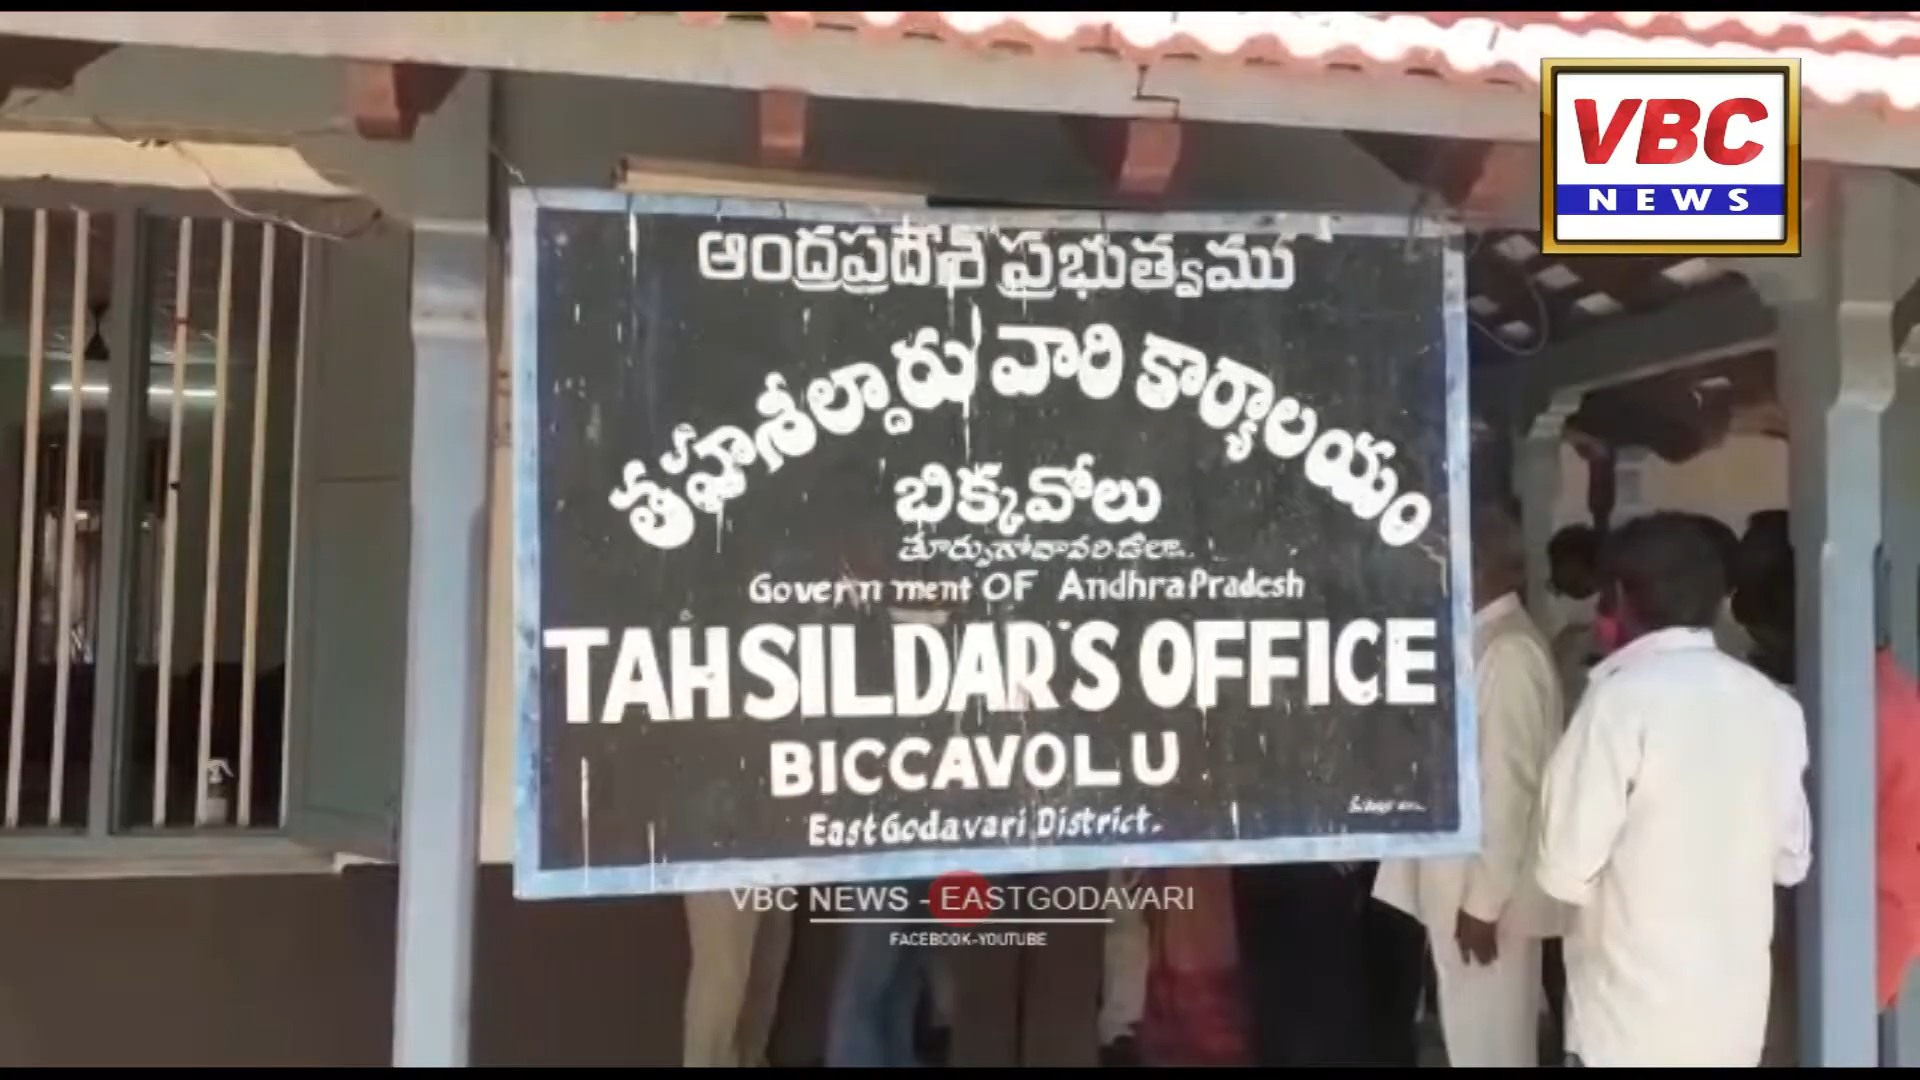 VBC
NEWS
ఆంధ్రప్రదేశ్ ప్రభుత్వము
తహశీల్దారు వారి కార్యాలయం
బిక్కవోలు
తూర్పుగోదావరి జిల్లా.
Government OF Andhra Pradesh
TAHSILDAR'S OFFICE
BICCAVOLU
East Godavari District.
VBC NEWS - EASTGODAVARI
FACEBOOK-YOUTUBE